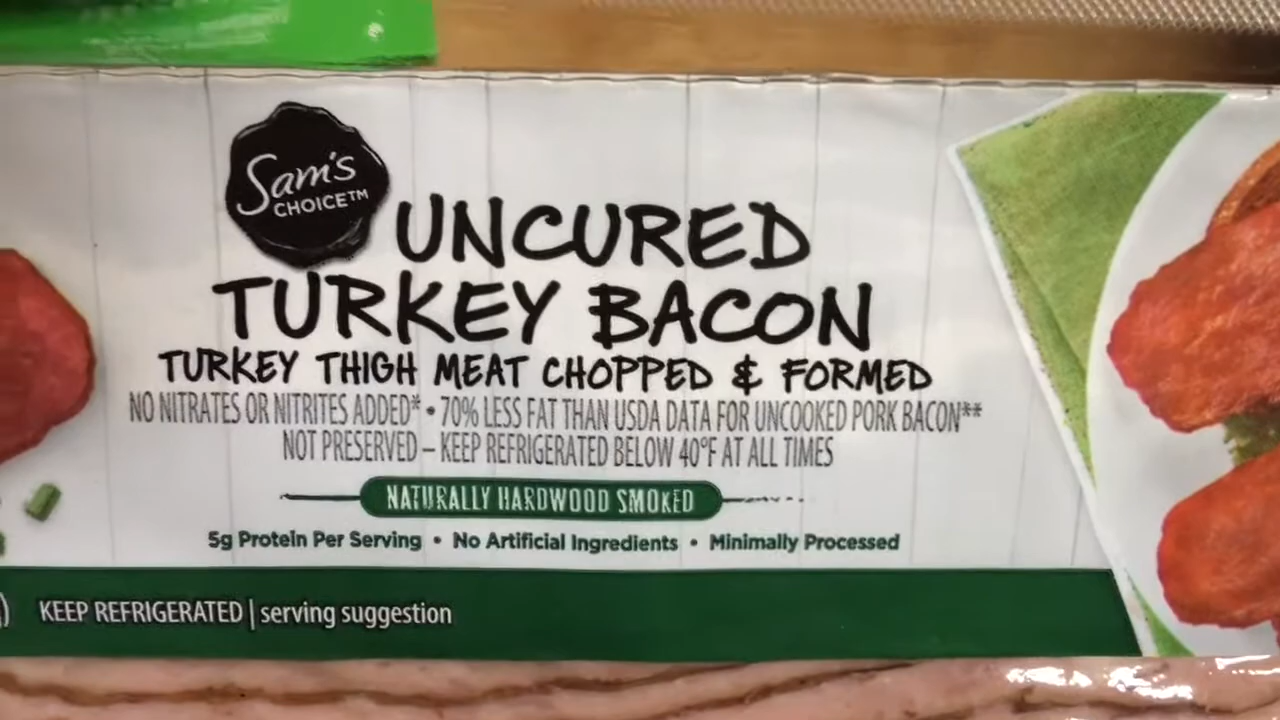 Sam's
CHOICE™
UNCURED
TURKEY BACON
TURKEY THIGH MEAT CHOPPED & FORMED
NO NITRATES OR NITRITES ADDED* • 70% LESS FAT THAN USDA DATA FOR UNCOOKED PORK BACON**
NOT PRESERVED – KEEP REFRIGERATED BELOW 40°F AT ALL TIMES
NATURALLY HARDWOOD SMOKED
5g Protein Per Serving • No Artificial Ingredients • Minimally Processed
) KEEP REFRIGERATED | serving suggestion